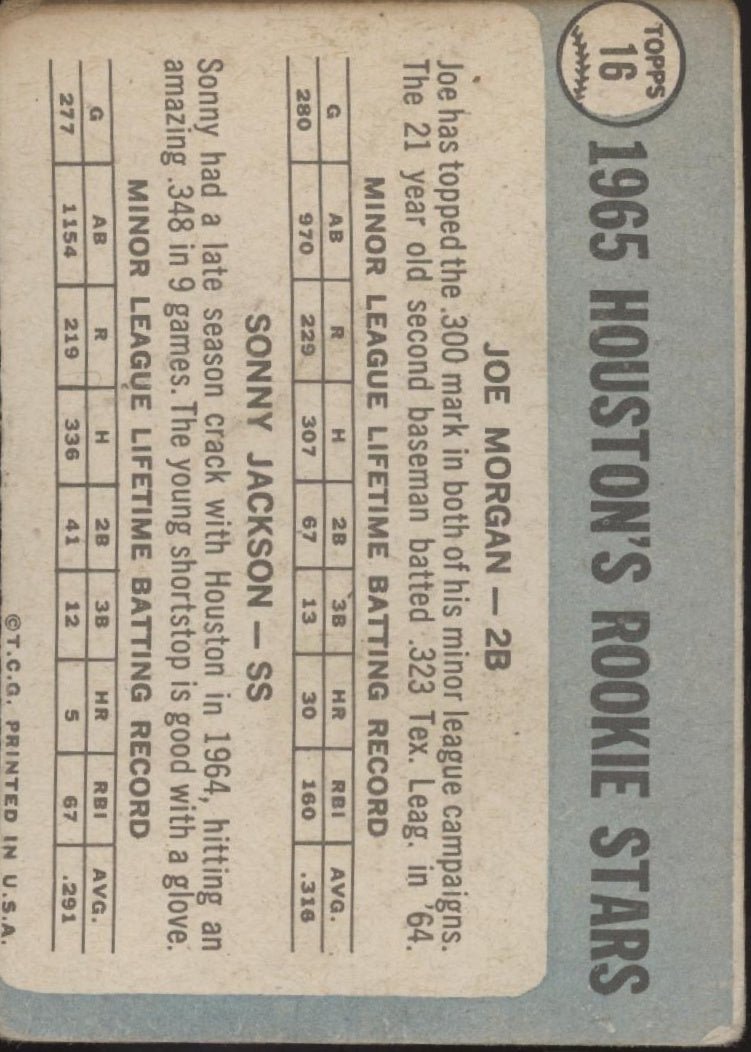 TOPPS
16
1965 HOUSTON'S ROOKIE STARS
JOE MORGAN — 2B
Joe has topped the .300 mark in both of his minor league campaigns.
The 21 year old second baseman batted .323 Tex. Leag. in '64.
MINOR LEAGUE LIFETIME BATTING RECORD
G AB R H 2B 3B HR RBI AVG.
280 970 229 307 67 13 30 160 .316
SONNY JACKSON — SS
Sonny had a late season crack with Houston in 1964, hitting an
amazing .348 in 9 games. The young shortstop is good with a glove.
MINOR LEAGUE LIFETIME BATTING RECORD
G AB R H 2B 3B HR RBI AVG.
277 1154 219 336 41 12 5 67 .291
©T.C.G. PRINTED IN U.S.A.